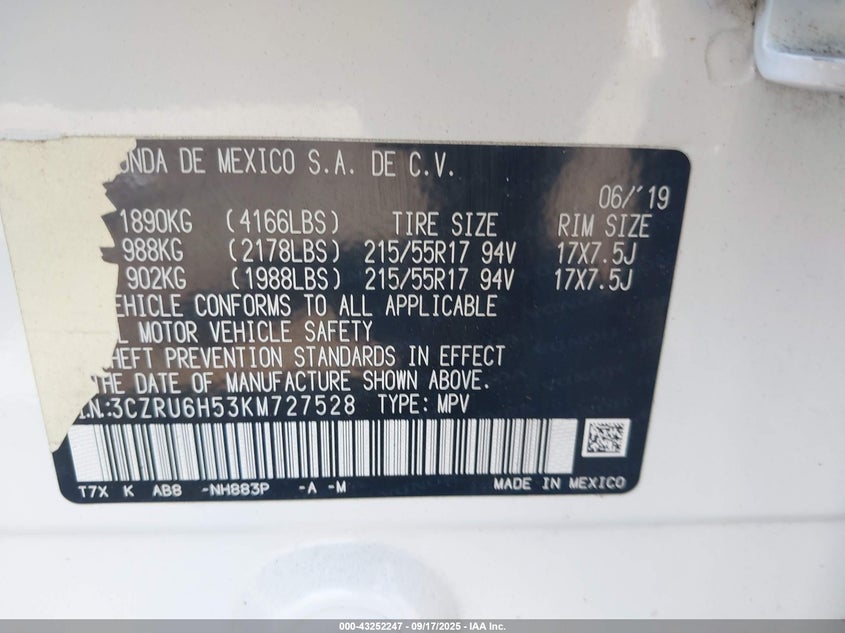 ONDA DE MEXICO S.A. DE C.V.
06/'19
1890KG (4166LBS) TIRE SIZE RIM SIZE
988KG (2178LBS) 215/55R17 94V 17X7.5J
902KG (1988LBS) 215/55R17 94V 17X7.5J
EHICLE CONFORMS TO ALL APPLICABLE
L MOTOR VEHICLE SAFETY
HEFT PREVENTION STANDARDS IN EFFECT
THE DATE OF MANUFACTURE SHOWN ABOVE.
.N.:3CZRU6H53KM727528 TYPE: MPV
T7X K AB8 -NH883P -A -M MADE IN MEXICO
000-43252247 - 09/17/2025 - IAA Inc.